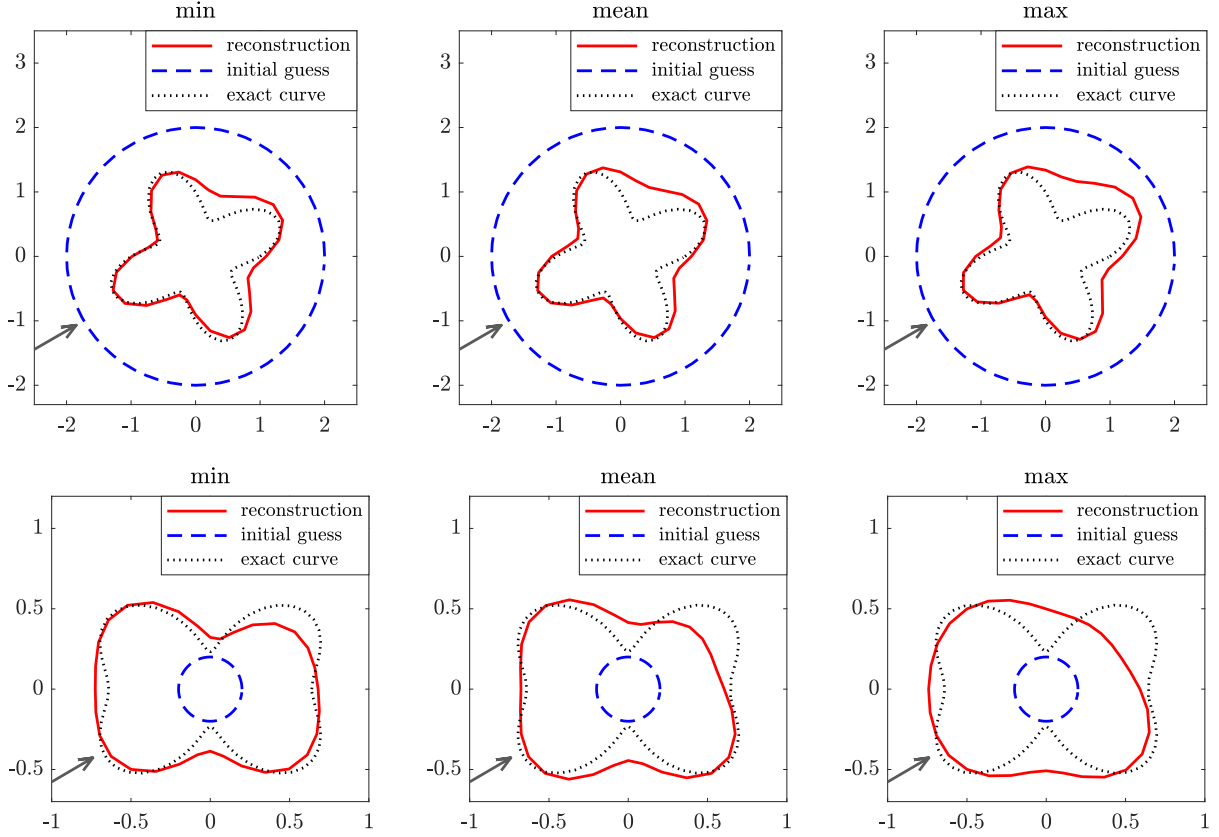 min
reconstruction
initial guess
exact curve
3
2
1
0
-1
-2
-2 -1 0 1 2
mean
reconstruction
initial guess
exact curve
3
2
1
0
-1
-2
-2 -1 0 1 2
max
reconstruction
initial guess
exact curve
3
2
1
0
-1
-2
-2 -1 0 1 2
min
reconstruction
initial guess
exact curve
1
0.5
0
-0.5
-1 -0.5 0 0.5 1
mean
reconstruction
initial guess
exact curve
1
0.5
0
-0.5
-1 -0.5 0 0.5 1
max
reconstruction
initial guess
exact curve
1
0.5
0
-0.5
-1 -0.5 0 0.5 1